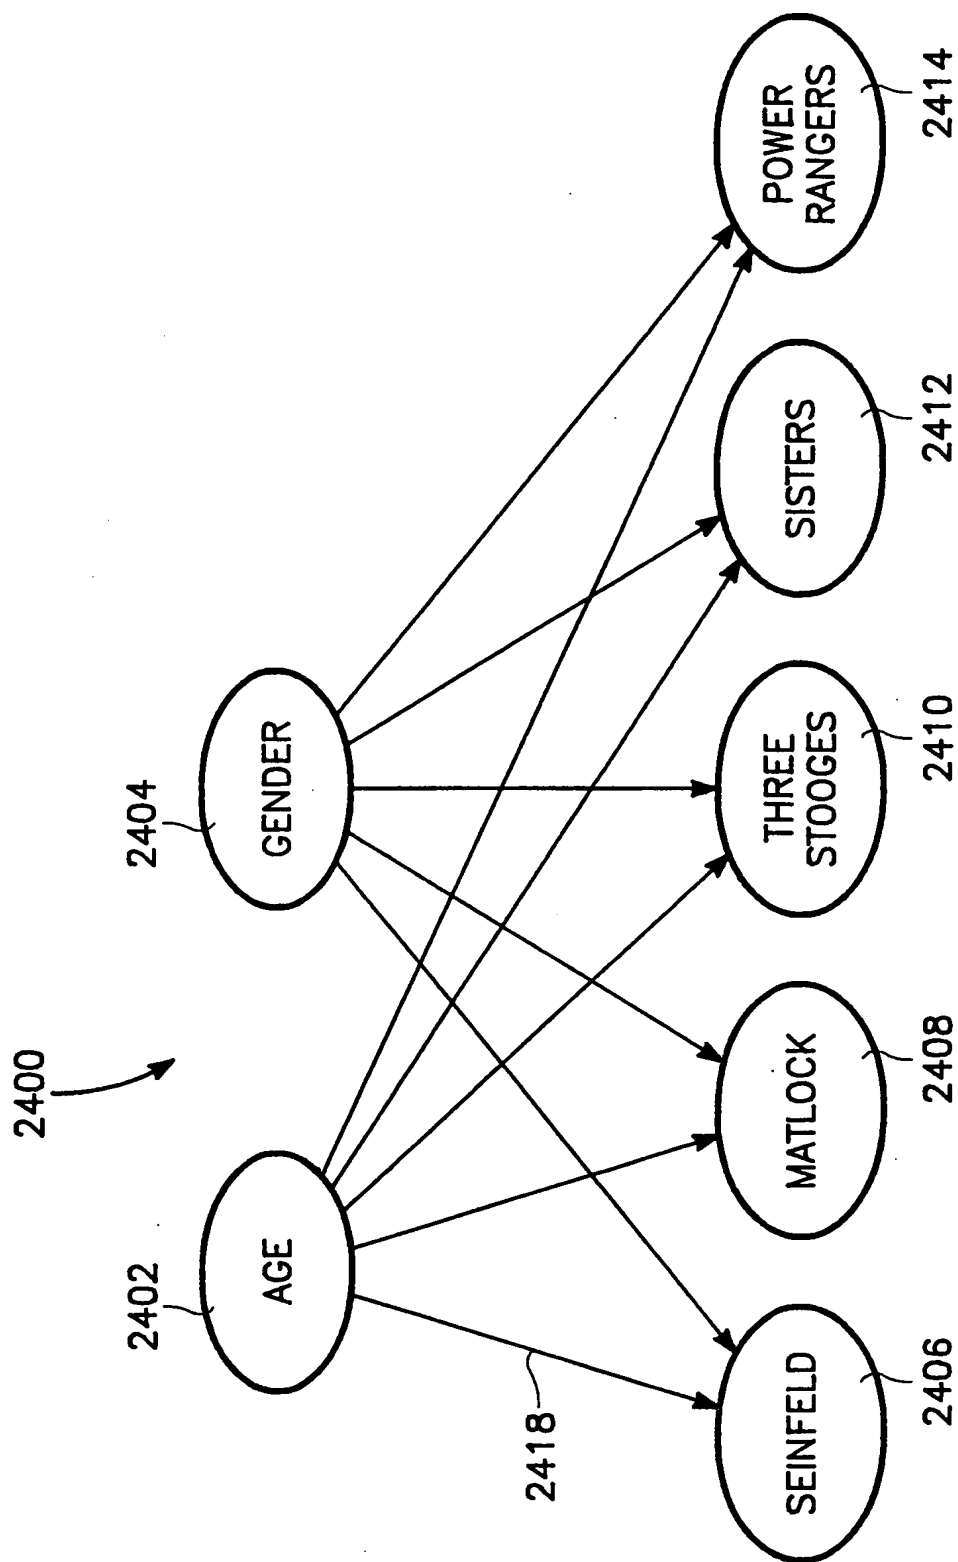 2400
2402
AGE
2404
GENDER
2418
SEINFELD
2406
MATLOCK
2408
THREE
STOOGES
2410
SISTERS
2412
POWER
RANGERS
2414